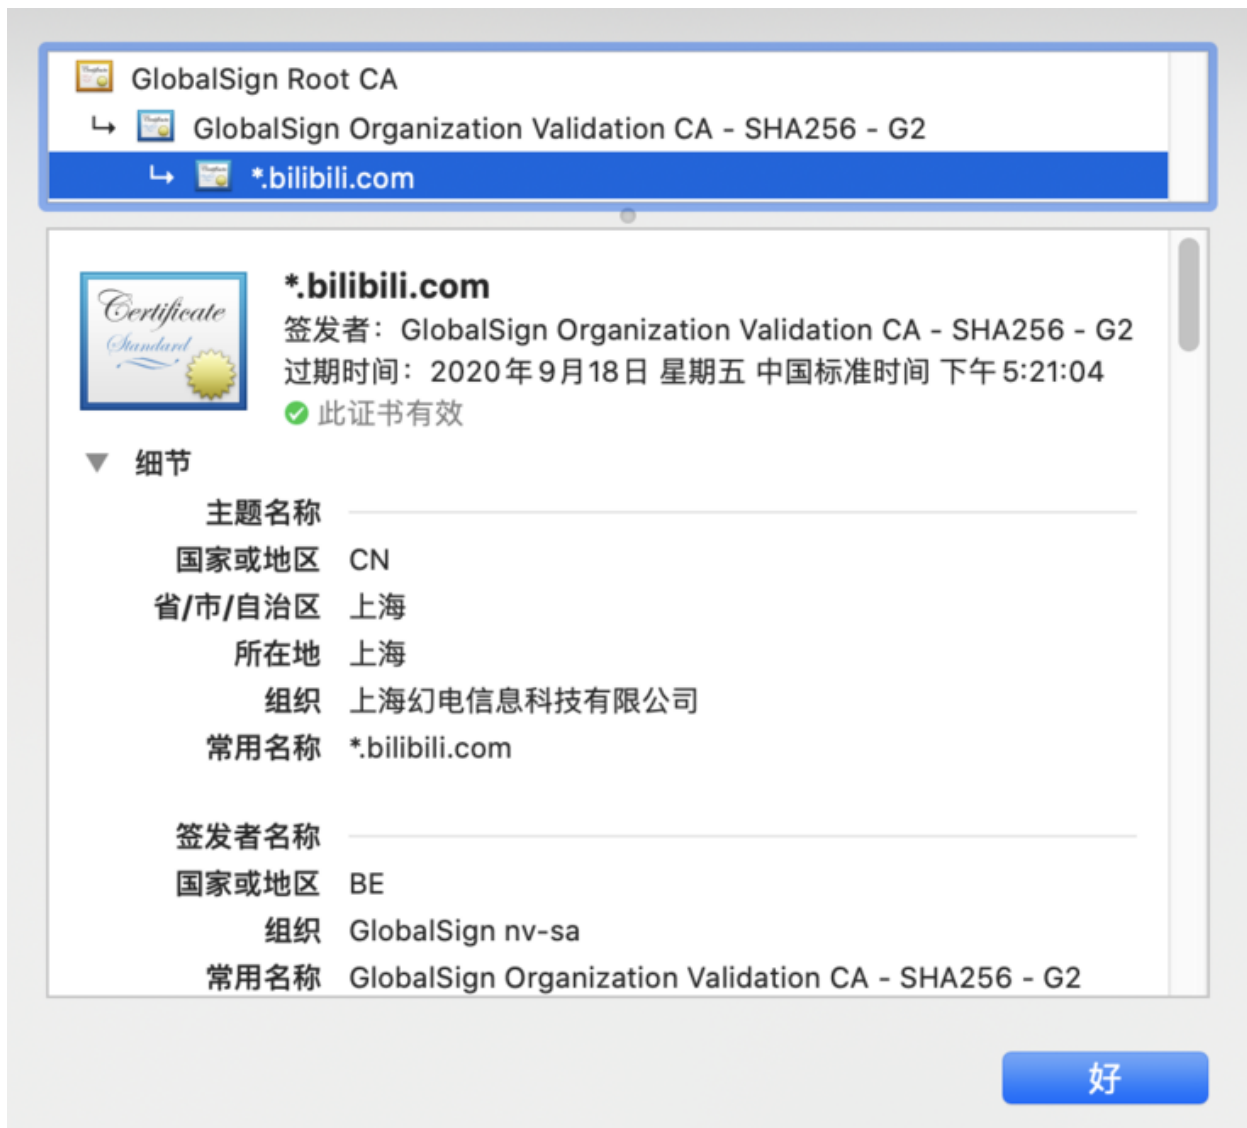 GlobalSign Root CA
GlobalSign Organization Validation CA - SHA256 - G2
*.bilibili.com
Certificate
Standard
*.bilibili.com
签发者：GlobalSign Organization Validation CA - SHA256 - G2
过期时间：2020年9月18日 星期五 中国标准时间 下午5:21:04
此证书有效
细节
主题名称
国家或地区 CN
省/市/自治区 上海
所在地 上海
组织 上海幻电信息科技有限公司
常用名称 *.bilibili.com
签发者名称
国家或地区 BE
组织 GlobalSign nv-sa
常用名称 GlobalSign Organization Validation CA - SHA256 - G2
好